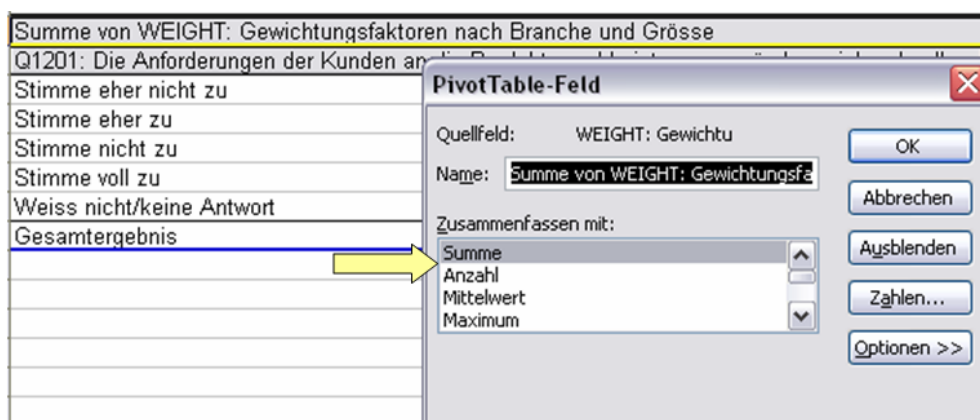 Summe von WEIGHT: Gewichtungsfaktoren nach Branche und Grösse
Q1201: Die Anforderungen der Kunden an
Stimme eher nicht zu
Stimme eher zu
Stimme nicht zu
Stimme voll zu
Weiss nicht/keine Antwort
Gesamtergebnis
PivotTable-Feld
Quellfeld: WEIGHT: Gewichtu
Name: Summe von WEIGHT: Gewichtungsfa
Zusammenfassen mit:
Summe
Anzahl
Mittelwert
Maximum
OK
Abbrechen
Ausblenden
Zahlen...
Optionen >>